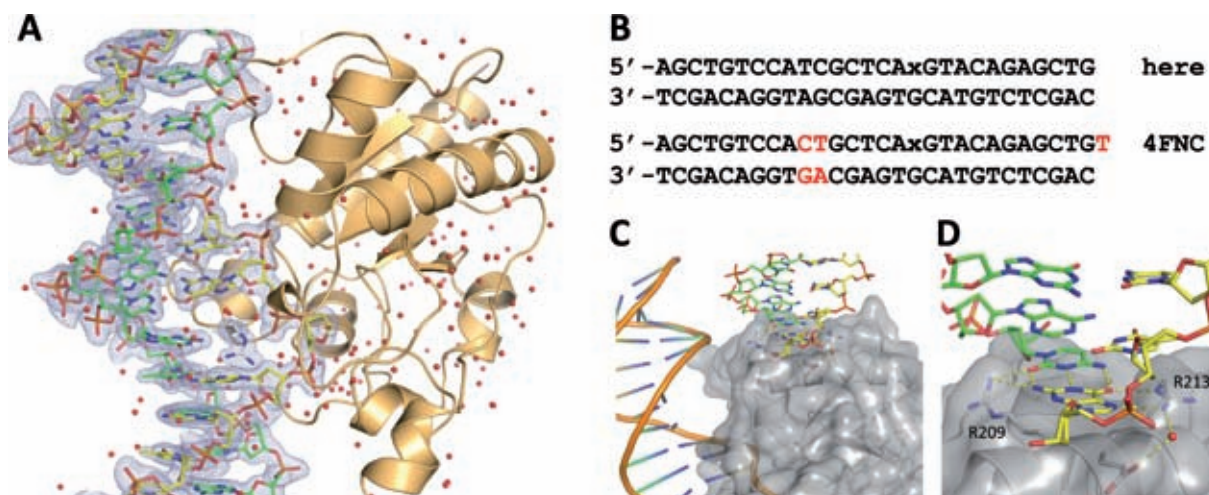 A
B
5’-AGCTGTCCATCGCTCAxGTACAGAGCTG here
3’-TCGACAGGTAGCGAGTGCATGTCTCGAC
5’-AGCTGTCCACTGCTCAxGTACAGAGCTGT 4FNC
3’-TCGACAGGTGACGAGTGCATGTCTCGAC
C
D
R213
R209